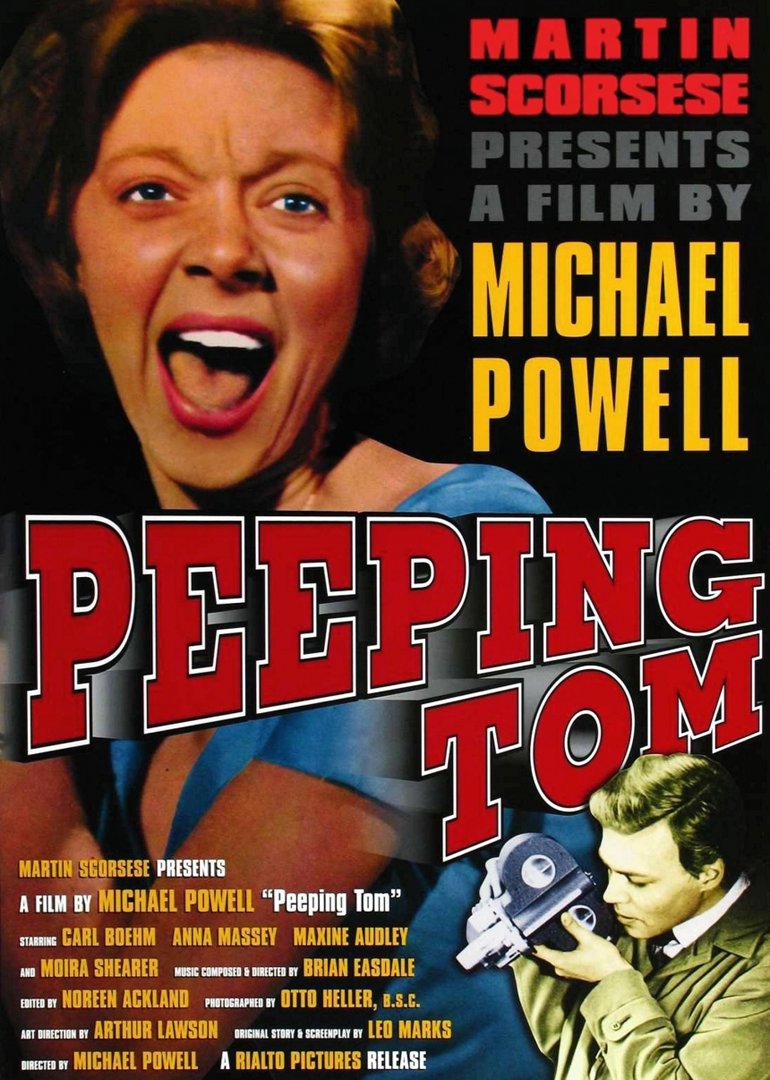 MARTIN
SCORSESE
PRESENTS
A FILM BY
MICHAEL
POWELL
PEEPING
TOM
MARTIN SCORSESE PRESENTS
A FILM BY MICHAEL POWELL "Peeping Tom"
STARRING CARL BOEHM ANNA MASSEY MAXINE AUDLEY
AND MOIRA SHEARER MUSIC COMPOSED & DIRECTED BY BRIAN EASDALE
EDITED BY NOREEN ACKLAND PHOTOGRAPHED BY OTTO HELLER, B.S.C.
ART DIRECTION BY ARTHUR LAWSON ORIGINAL STORY & SCREENPLAY BY LEO MARKS
DIRECTED BY MICHAEL POWELL A RIALTO PICTURES RELEASE